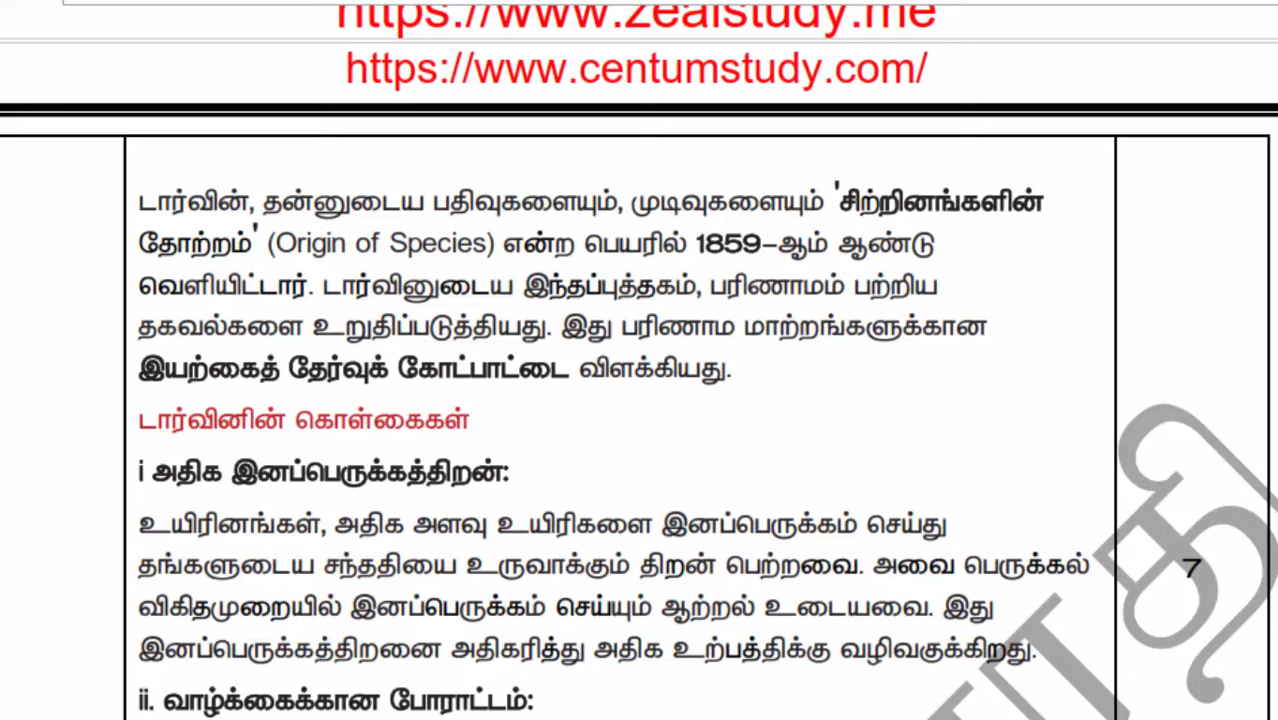 https://www.zealstudy.me
https://www.centumstudy.com/
டார்வின், தன்னுடைய பதிவுகளையும், முடிவுகளையும் 'சிற்றினங்களின்
தோற்றம்' (Origin of Species) என்ற பெயரில் 1859–ஆம் ஆண்டு
வெளியிட்டார். டார்வினுடைய இந்தப்புத்தகம், பரிணாமம் பற்றிய
தகவல்களை உறுதிப்படுத்தியது. இது பரிணாம மாற்றங்களுக்கான
இயற்கைத் தேர்வுக் கோட்பாட்டை விளக்கியது.
டார்வினின் கொள்கைகள்
i அதிக இனப்பெருக்கத்திறன்:
உயிரினங்கள், அதிக அளவு உயிரிகளை இனப்பெருக்கம் செய்து
தங்களுடைய சந்ததியை உருவாக்கும் திறன் பெற்றவை. அவை பெருக்கல்
7
விகிதமுறையில் இனப்பெருக்கம் செய்யும் ஆற்றல் உடையவை. இது
இனப்பெருக்கத்திறனை அதிகரித்து அதிக உற்பத்திக்கு வழிவகுக்கிறது.
ii. வாழ்க்கைக்கான போராட்டம்: